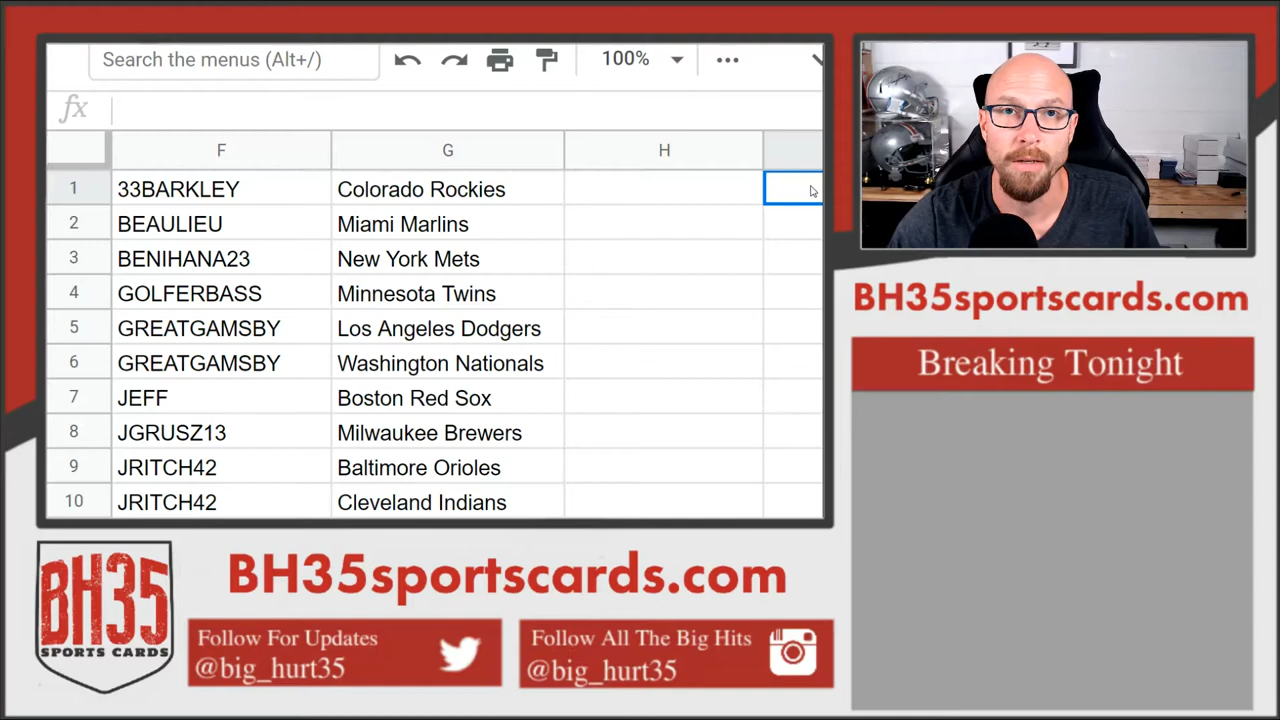 Search the menus (Alt+/)
100%
fx
F G H
1 33BARKLEY Colorado Rockies
2 BEAULIEU Miami Marlins
3 BENIHANA23 New York Mets
4 GOLFERBASS Minnesota Twins
5 GREATGAMSBY Los Angeles Dodgers
6 GREATGAMSBY Washington Nationals
7 JEFF Boston Red Sox
8 JGRUSZ13 Milwaukee Brewers
9 JRITCH42 Baltimore Orioles
10 JRITCH42 Cleveland Indians
BH35sportscards.com
Breaking Tonight
BH35
SPORTS CARDS
BH35sportscards.com
Follow For Updates
@big_hurt35
Follow All The Big Hits
@big_hurt35